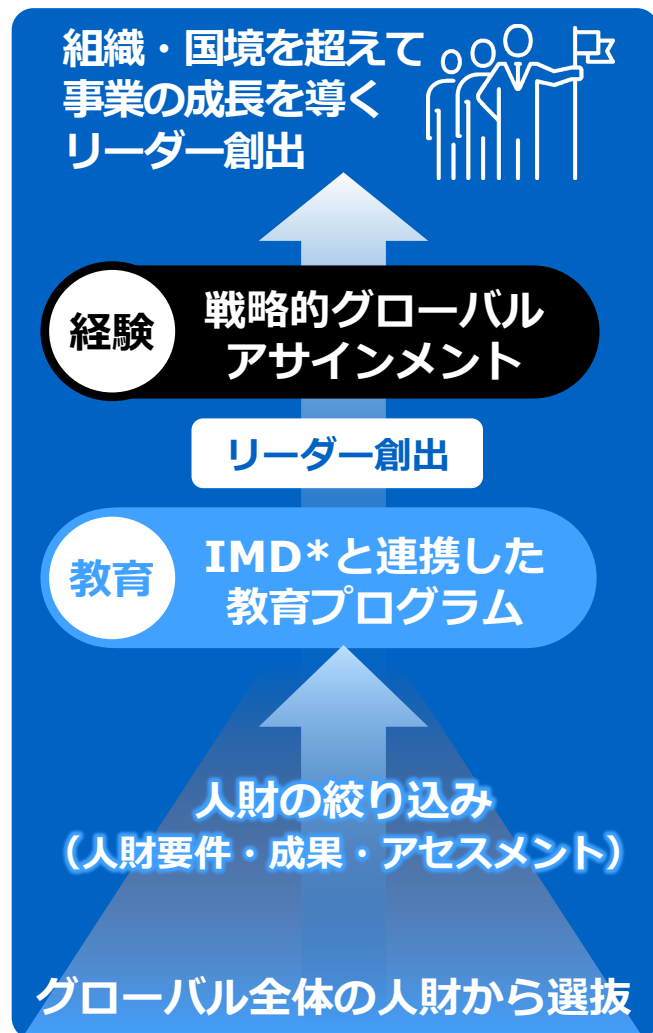 組織・国境を超えて
事業の成長を導く
リーダー創出
経験
戦略的グローバル
アサインメント
リーダー創出
教育
IMD*と連携した
教育プログラム
人財の絞り込み
（人財要件・成果・アセスメント）
グローバル全体の人財から選抜